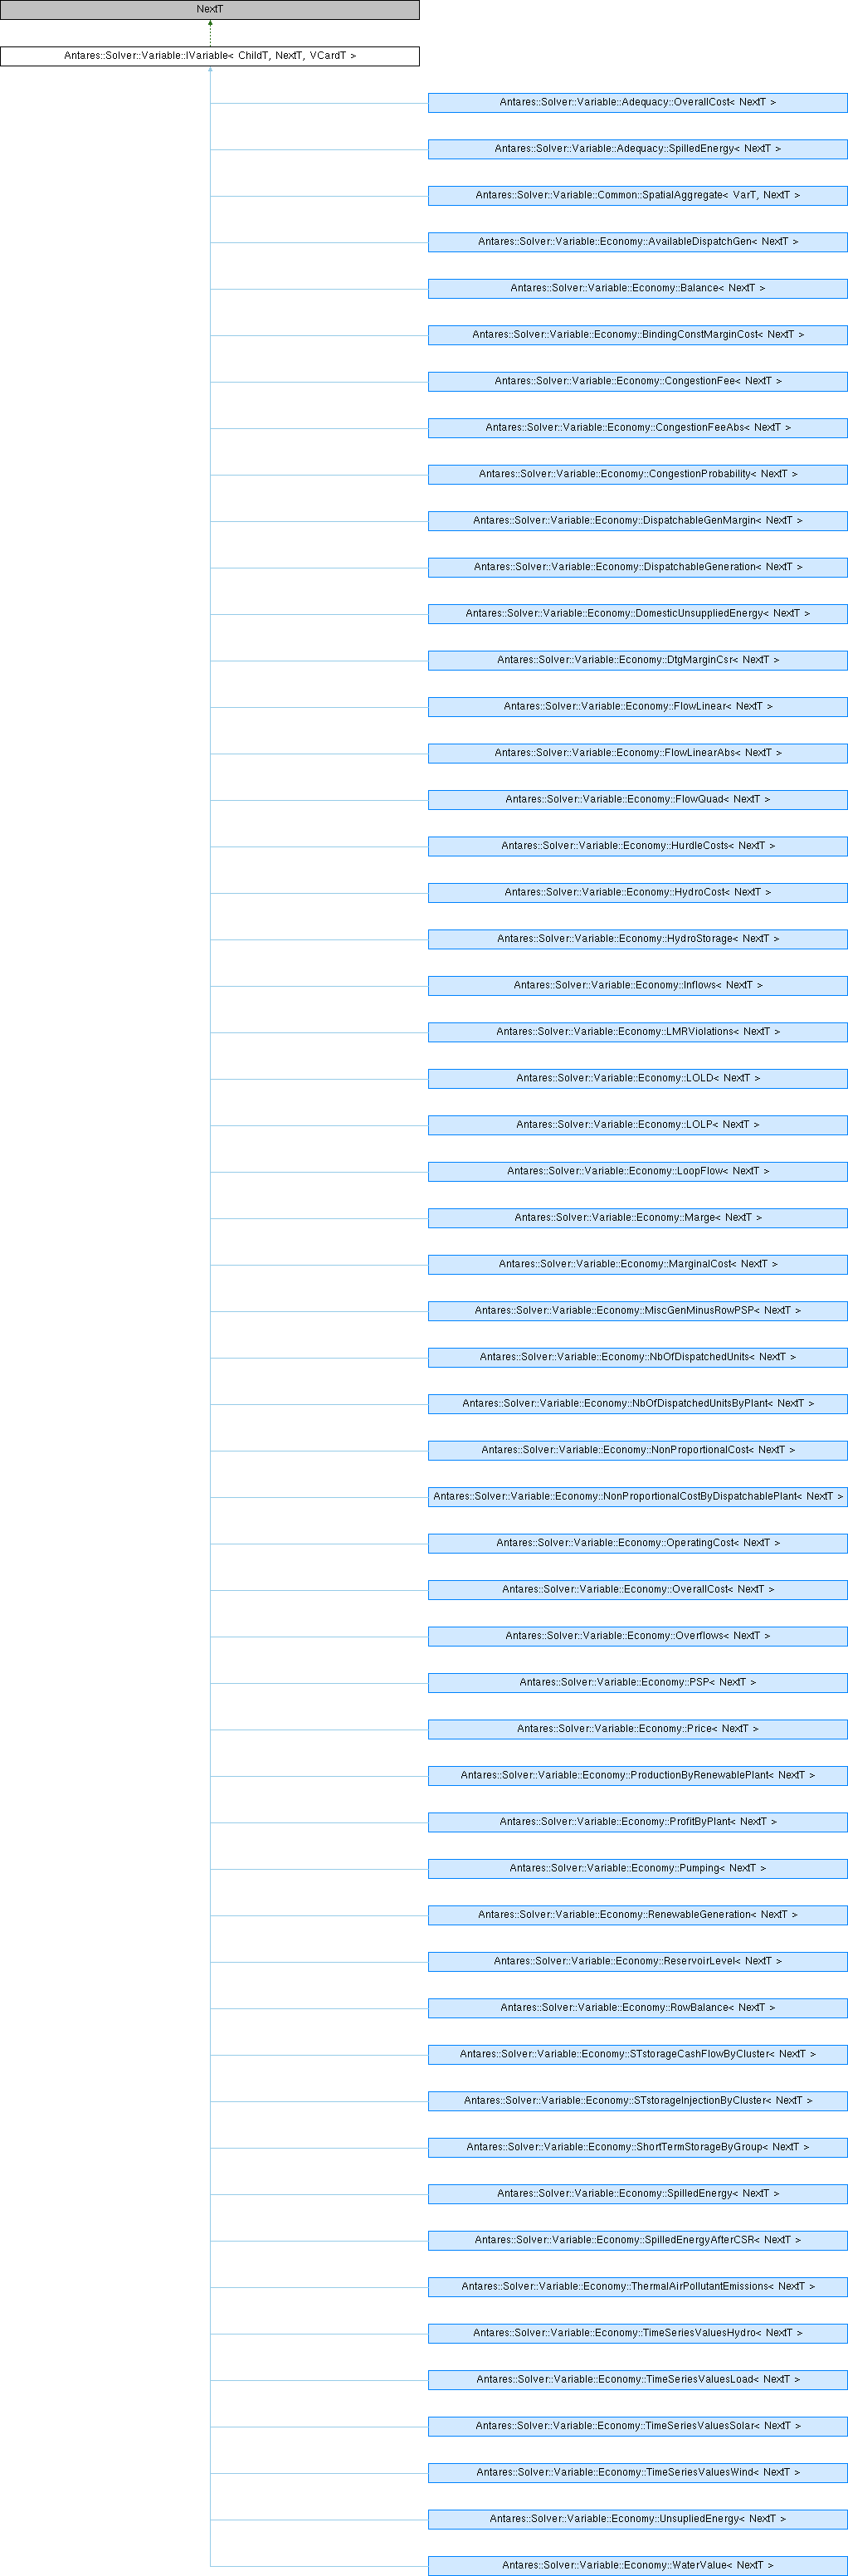 NextT
Antares::Solver::Variable::IVariable< ChildT, NextT, VCardT >
Antares::Solver::Variable::Adequacy::OverallCost< NextT >
Antares::Solver::Variable::Adequacy::SpilledEnergy< NextT >
Antares::Solver::Variable::Common::SpatialAggregate< VarT, NextT >
Antares::Solver::Variable::Economy::AvailableDispatchGen< NextT >
Antares::Solver::Variable::Economy::Balance< NextT >
Antares::Solver::Variable::Economy::BindingConstMarginCost< NextT >
Antares::Solver::Variable::Economy::CongestionFee< NextT >
Antares::Solver::Variable::Economy::CongestionFeeAbs< NextT >
Antares::Solver::Variable::Economy::CongestionProbability< NextT >
Antares::Solver::Variable::Economy::DispatchableGenMargin< NextT >
Antares::Solver::Variable::Economy::DispatchableGeneration< NextT >
Antares::Solver::Variable::Economy::DomesticUnsuppliedEnergy< NextT >
Antares::Solver::Variable::Economy::DtgMarginCsr< NextT >
Antares::Solver::Variable::Economy::FlowLinear< NextT >
Antares::Solver::Variable::Economy::FlowLinearAbs< NextT >
Antares::Solver::Variable::Economy::FlowQuad< NextT >
Antares::Solver::Variable::Economy::HurdleCosts< NextT >
Antares::Solver::Variable::Economy::HydroCost< NextT >
Antares::Solver::Variable::Economy::HydroStorage< NextT >
Antares::Solver::Variable::Economy::Inflows< NextT >
Antares::Solver::Variable::Economy::LMRViolations< NextT >
Antares::Solver::Variable::Economy::LOLD< NextT >
Antares::Solver::Variable::Economy::LOLP< NextT >
Antares::Solver::Variable::Economy::LoopFlow< NextT >
Antares::Solver::Variable::Economy::Marge< NextT >
Antares::Solver::Variable::Economy::MarginalCost< NextT >
Antares::Solver::Variable::Economy::MiscGenMinusRowPSP< NextT >
Antares::Solver::Variable::Economy::NbOfDispatchedUnits< NextT >
Antares::Solver::Variable::Economy::NbOfDispatchedUnitsByPlant< NextT >
Antares::Solver::Variable::Economy::NonProportionalCost< NextT >
Antares::Solver::Variable::Economy::NonProportionalCostByDispatchablePlant< NextT >
Antares::Solver::Variable::Economy::OperatingCost< NextT >
Antares::Solver::Variable::Economy::OverallCost< NextT >
Antares::Solver::Variable::Economy::Overflows< NextT >
Antares::Solver::Variable::Economy::PSP< NextT >
Antares::Solver::Variable::Economy::Price< NextT >
Antares::Solver::Variable::Economy::ProductionByRenewablePlant< NextT >
Antares::Solver::Variable::Economy::ProfitByPlant< NextT >
Antares::Solver::Variable::Economy::Pumping< NextT >
Antares::Solver::Variable::Economy::RenewableGeneration< NextT >
Antares::Solver::Variable::Economy::ReservoirLevel< NextT >
Antares::Solver::Variable::Economy::RowBalance< NextT >
Antares::Solver::Variable::Economy::STstorageCashFlowByCluster< NextT >
Antares::Solver::Variable::Economy::STstorageInjectionByCluster< NextT >
Antares::Solver::Variable::Economy::ShortTermStorageByGroup< NextT >
Antares::Solver::Variable::Economy::SpilledEnergy< NextT >
Antares::Solver::Variable::Economy::SpilledEnergyAfterCSR< NextT >
Antares::Solver::Variable::Economy::ThermalAirPollutantEmissions< NextT >
Antares::Solver::Variable::Economy::TimeSeriesValuesHydro< NextT >
Antares::Solver::Variable::Economy::TimeSeriesValuesLoad< NextT >
Antares::Solver::Variable::Economy::TimeSeriesValuesSolar< NextT >
Antares::Solver::Variable::Economy::TimeSeriesValuesWind< NextT >
Antares::Solver::Variable::Economy::UnsupliedEnergy< NextT >
Antares::Solver::Variable::Economy::WaterValue< NextT >